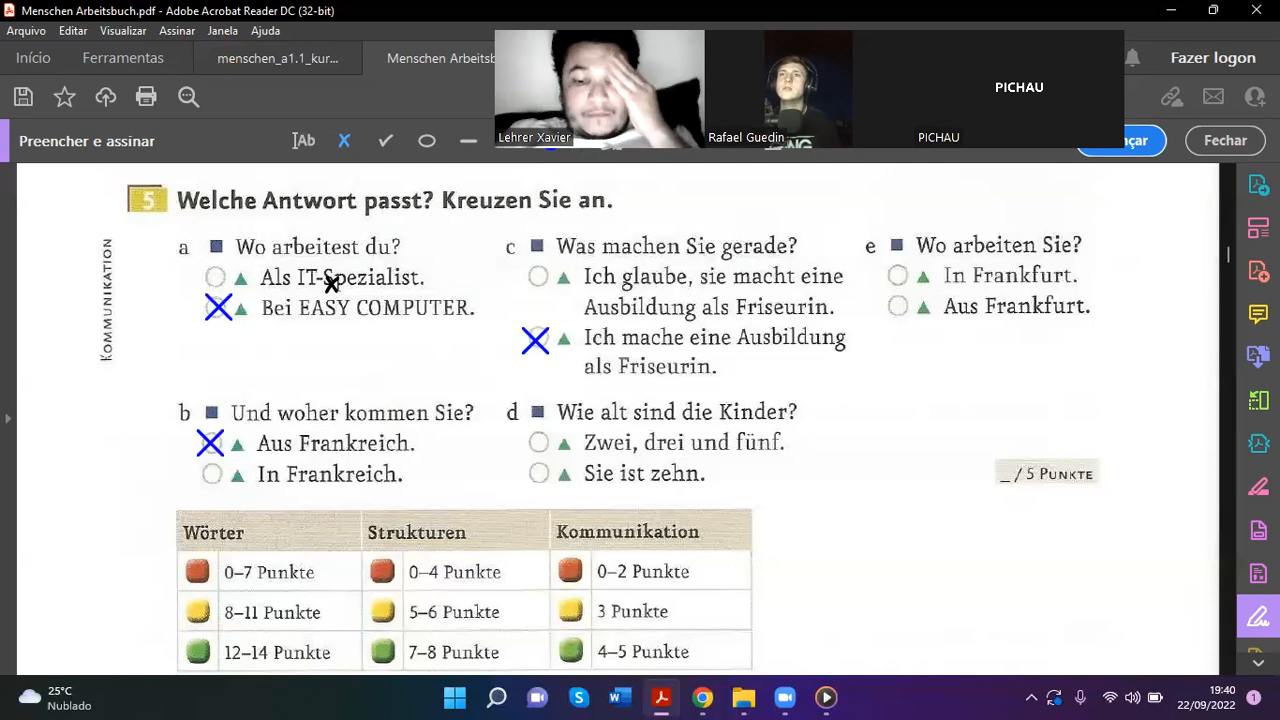 Menschen Arbeitsbuch.pdf - Adobe Acrobat Reader DC (32-bit)
Arquivo Editar Visualizar Assinar Janela Ajuda
Início Ferramentas menschen_a1.1_kur... Menschen Arbeitsb
Fazer logon
PICHAU
Lehrer Xavier
Rafael Guedin
PICHAU
Preencher e assinar
Ab
çar
Fechar
5 Welche Antwort passt? Kreuzen Sie an.
KOMMUNIKATION
a Wo arbeitest du?
Als IT-Spezialist.
Bei EASY COMPUTER.
b Und woher kommen Sie?
Aus Frankreich.
In Frankreich.
c Was machen Sie gerade?
Ich glaube, sie macht eine
Ausbildung als Friseurin.
Ich mache eine Ausbildung
als Friseurin.
d Wie alt sind die Kinder?
Zwei, drei und fünf.
Sie ist zehn.
e Wo arbeiten Sie?
In Frankfurt.
Aus Frankfurt.
_ / 5 PUNKTE
Wörter Strukturen Kommunikation
0–7 Punkte 0–4 Punkte 0–2 Punkte
8–11 Punkte 5–6 Punkte 3 Punkte
12–14 Punkte 7–8 Punkte 4–5 Punkte
25°C
Nublado
19:40
22/09/2022
1